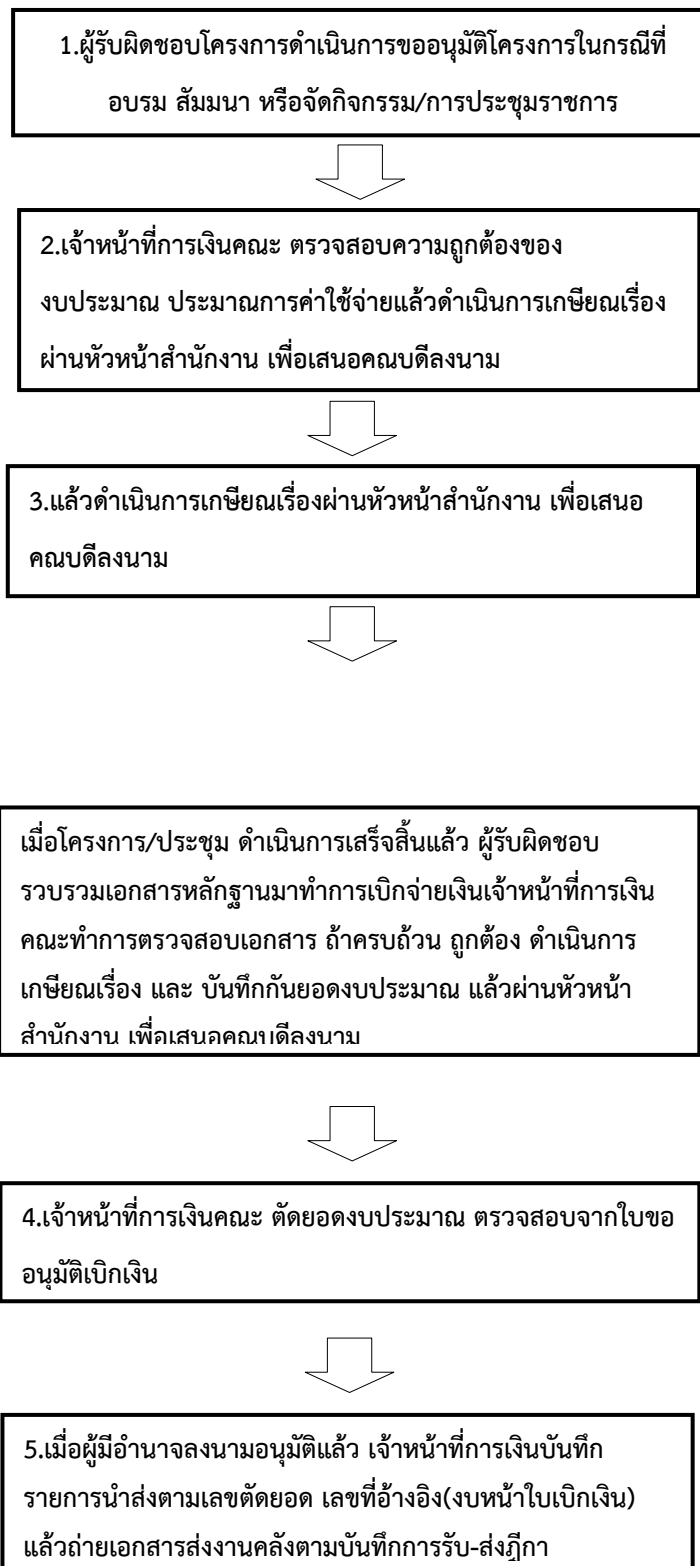 1.ผู้รับผิดชอบโครงการดำเนินการขออนุมัติโครงการในกรณีที่
อบรม สัมมนา หรือจัดกิจกรรม/การประชุมราชการ
2.เจ้าหน้าที่การเงินคณะ ตรวจสอบความถูกต้องของ
งบประมาณ ประมาณการค่าใช้จ่ายแล้วดำเนินการเกษียณเรื่อง
ผ่านหัวหน้าสำนักงาน เพื่อเสนอคณบดีลงนาม
3.แล้วดำเนินการเกษียณเรื่องผ่านหัวหน้าสำนักงาน เพื่อเสนอ
คณบดีลงนาม
เมื่อโครงการ/ประชุม ดำเนินการเสร็จสิ้นแล้ว ผู้รับผิดชอบ
รวบรวมเอกสารหลักฐานมาทำการเบิกจ่ายเงินเจ้าหน้าที่การเงิน
คณะทำการตรวจสอบเอกสาร ถ้าครบถ้วน ถูกต้อง ดำเนินการ
เกษียณเรื่อง และ บันทึกกันยอดงบประมาณ แล้วผ่านหัวหน้า
สำนักงาน เพื่อเสนอคณบดีลงนาม
4.เจ้าหน้าที่การเงินคณะ ตัดยอดงบประมาณ ตรวจสอบจากใบขอ
อนุมัติเบิกเงิน
5.เมื่อผู้มีอำนาจลงนามอนุมัติแล้ว เจ้าหน้าที่การเงินบันทึก
รายการนำส่งตามเลขตัดยอด เลขที่อ้างอิง(งบหน้าใบเบิกเงิน)
แล้วถ่ายเอกสารส่งงานคลังตามบันทึกการรับ-ส่งฎีกา